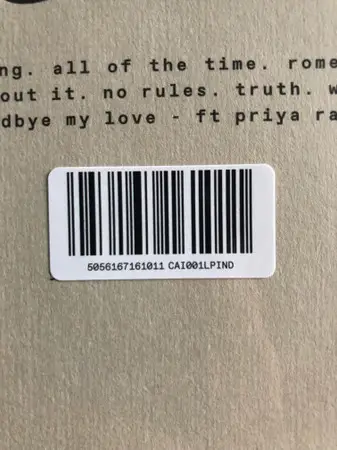 ng. all of the time. rome
out it. no rules. truth. w
dbye my love - ft priya ra
5056167161011 CAI001LPIND